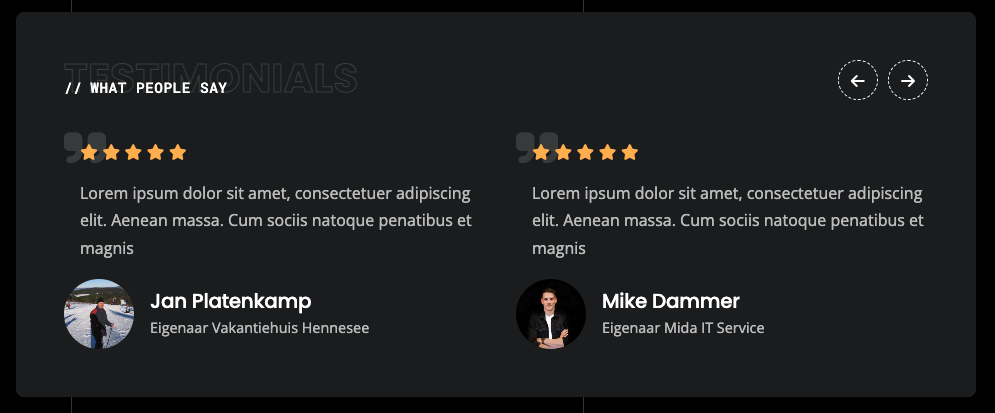 TESTIMONIALS
// WHAT PEOPLE SAY
Lorem ipsum dolor sit amet, consectetuer adipiscing
elit. Aenean massa. Cum sociis natoque penatibus et
magnis
Jan Platenkamp
Eigenaar Vakantiehuis Hennesee
Lorem ipsum dolor sit amet, consectetuer adipiscing
elit. Aenean massa. Cum sociis natoque penatibus et
magnis
Mike Dammer
Eigenaar Mida IT Service